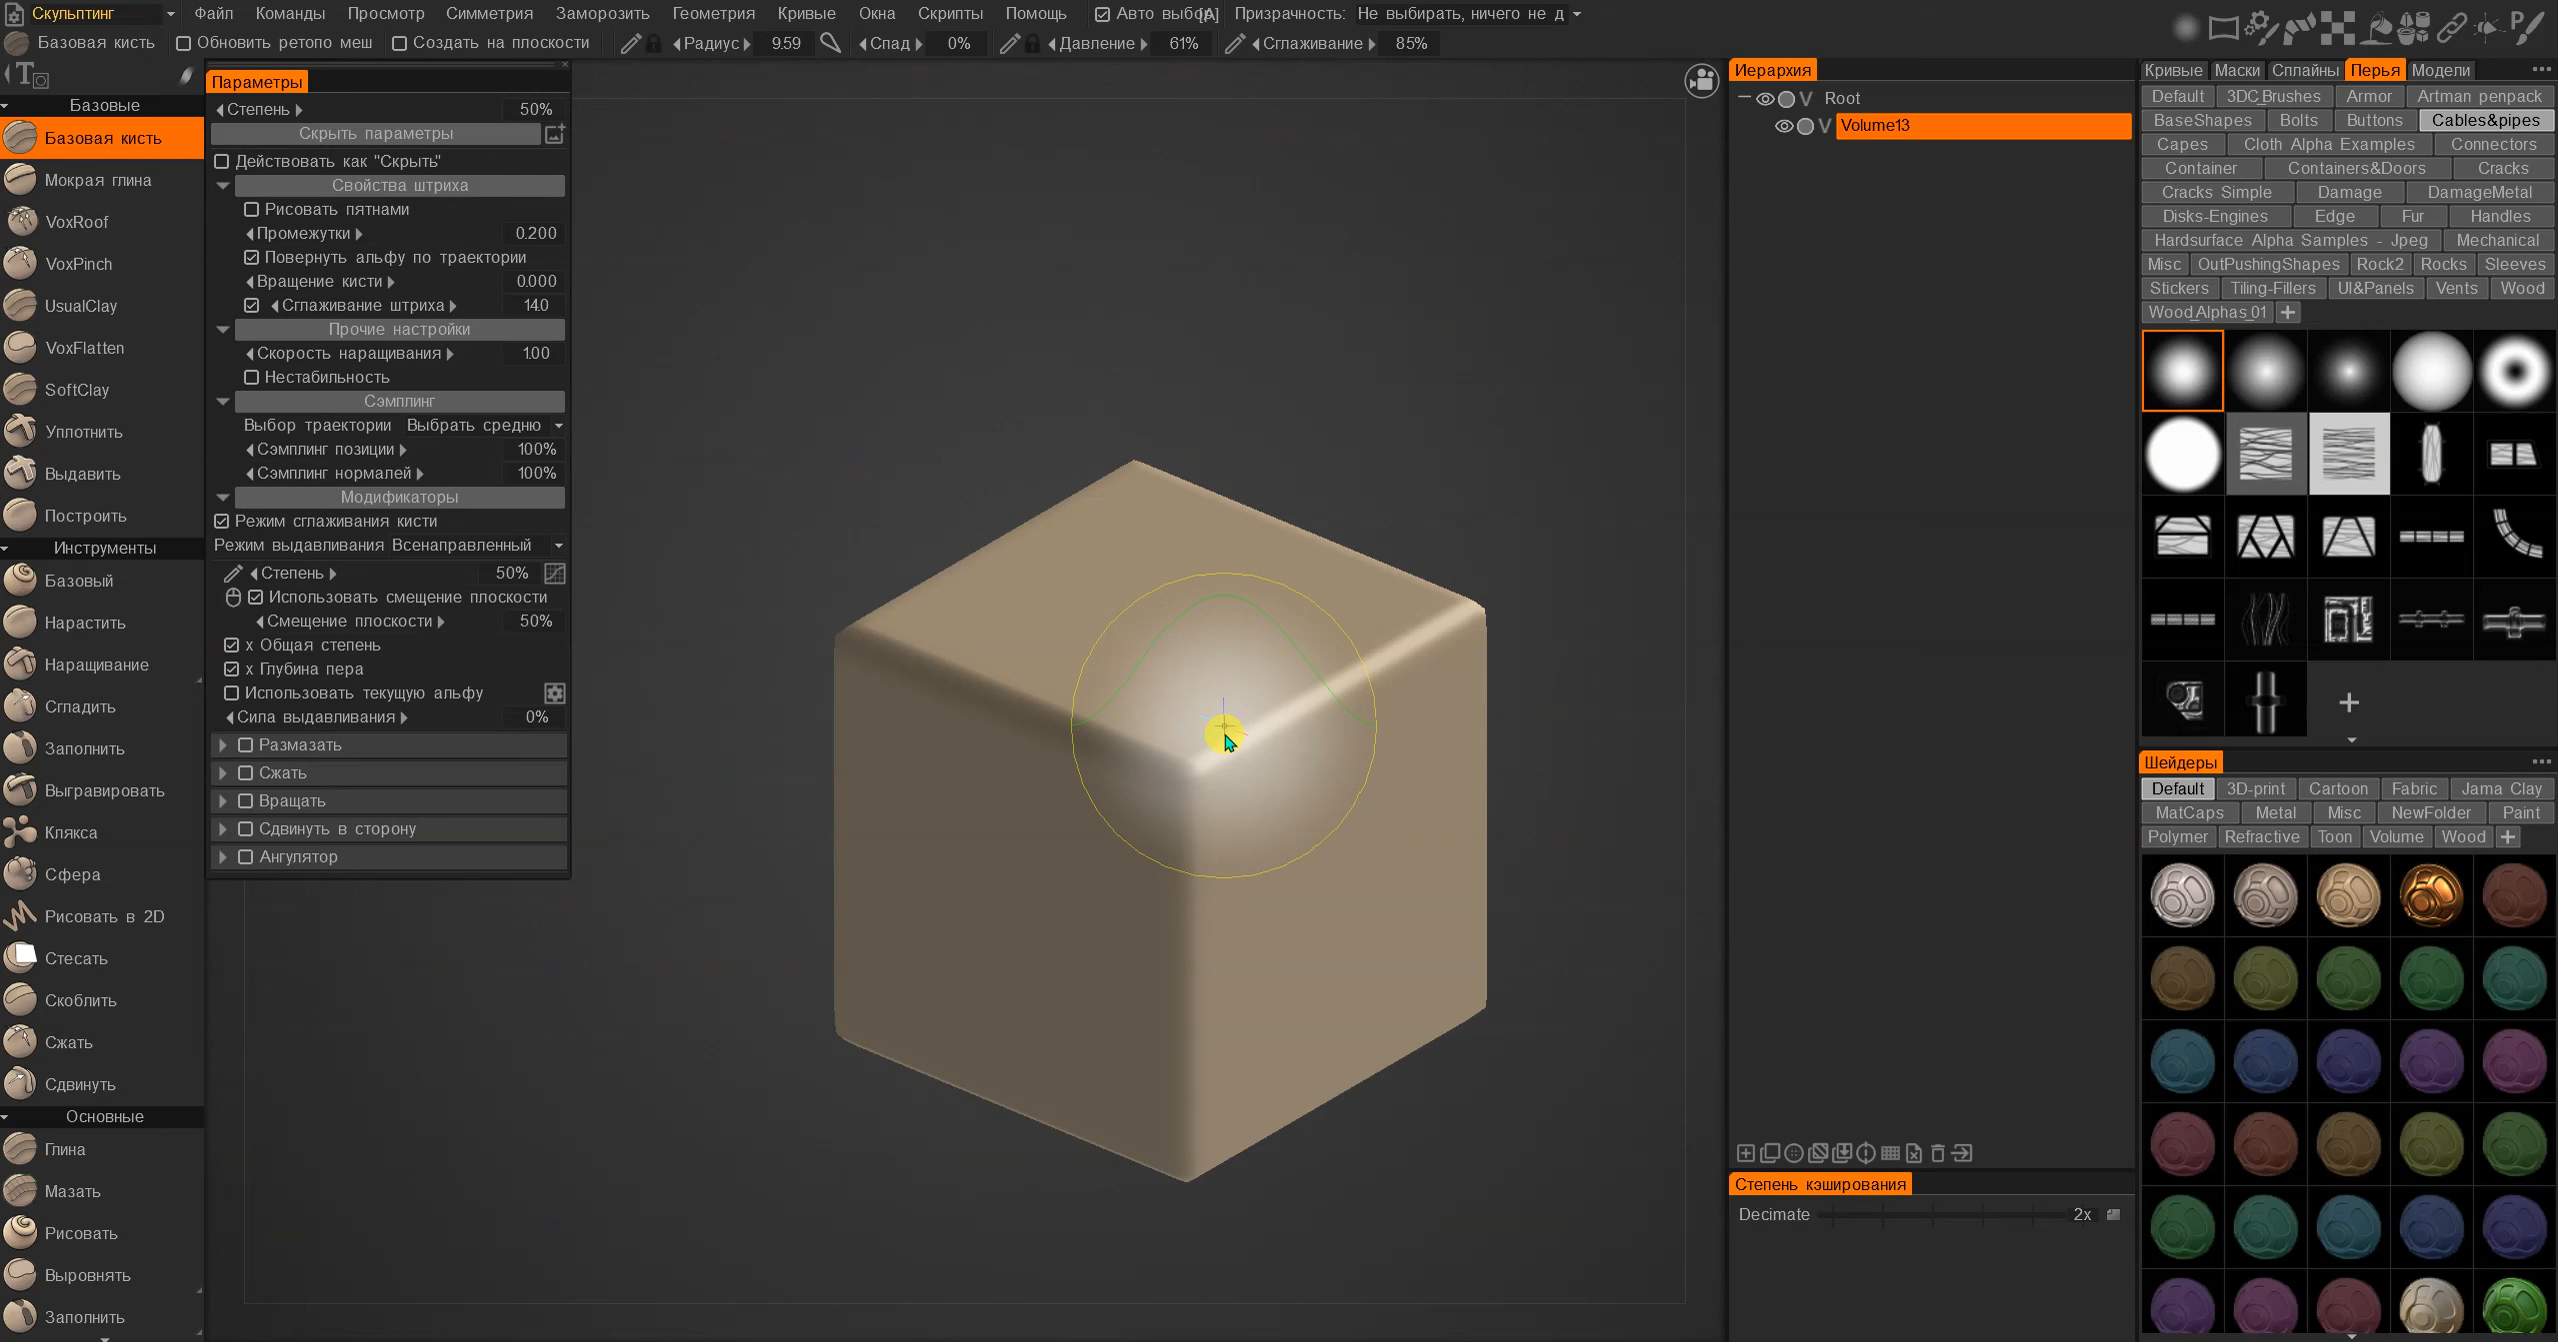 Скульптинг Файл Команды Просмотр Симметрия Заморозить Геометрия Кривые Окна Скрипты Помощь Авто выбор [A] Призрачность: Не выбирать, ничего не д
Базовая кисть Обновить ретопо меш Создать на плоскости Радиус 9.59 Спад 0% Давление 61% Сглаживание 85%
Базовые
Базовая кисть
Мокрая глина
VoxRoof
VoxPinch
UsualClay
VoxFlatten
SoftClay
Уплотнить
Выдавить
Построить
Инструменты
Базовый
Нарастить
Наращивание
Сгладить
Заполнить
Выгравировать
Клякса
Сфера
Рисовать в 2D
Стесать
Скоблить
Сжать
Сдвинуть
Основные
Глина
Мазать
Рисовать
Выровнять
Заполнить
Параметры
Степень 50%
Скрыть параметры
Действовать как "Скрыть"
Свойства штриха
Рисовать пятнами
Промежутки 0.200
Повернуть альфу по траектории
Вращение кисти 0.000
Сглаживание штриха 14.0
Прочие настройки
Скорость наращивания 1.00
Нестабильность
Сэмплинг
Выбор траектории Выбрать средню
Сэмплинг позиции 100%
Сэмплинг нормалей 100%
Модификаторы
Режим сглаживания кисти
Режим выдавливания Всенаправленный
Степень 50%
Использовать смещение плоскости
Смещение плоскости 50%
x Общая степень
x Глубина пера
Использовать текущую альфу
Сила выдавливания 0%
Размазать
Сжать
Вращать
Сдвинуть в сторону
Ангулятор
Иерархия
V Root
V Volume13
Степень кэширования
Decimate 2x
Кривые Маски Сплайны Перья Модели
Default 3DC_Brushes Armor Artman penpack
BaseShapes Bolts Buttons Cables&pipes
Capes Cloth Alpha Examples Connectors
Container Containers&Doors Cracks
Cracks Simple Damage DamageMetal
Disks-Engines Edge Fur Handles
Hardsurface Alpha Samples - Jpeg Mechanical
Misc OutPushingShapes Rock2 Rocks Sleeves
Stickers Tiling-Fillers UI&Panels Vents Wood
Wood_Alphas_01
Шейдеры
Default 3D-print Cartoon Fabric Jama Clay
MatCaps Metal Misc NewFolder Paint
Polymer Refractive Toon Volume Wood